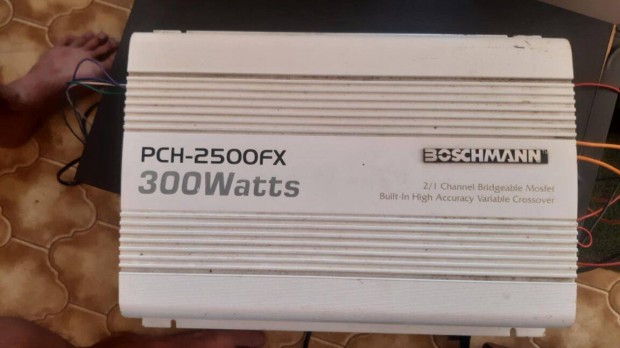 PCH-2500FX
300Watts
BOSCHMANN
2/1 Channel Bridgeable Mosfet
Built-In High Accuracy Variable Crossover